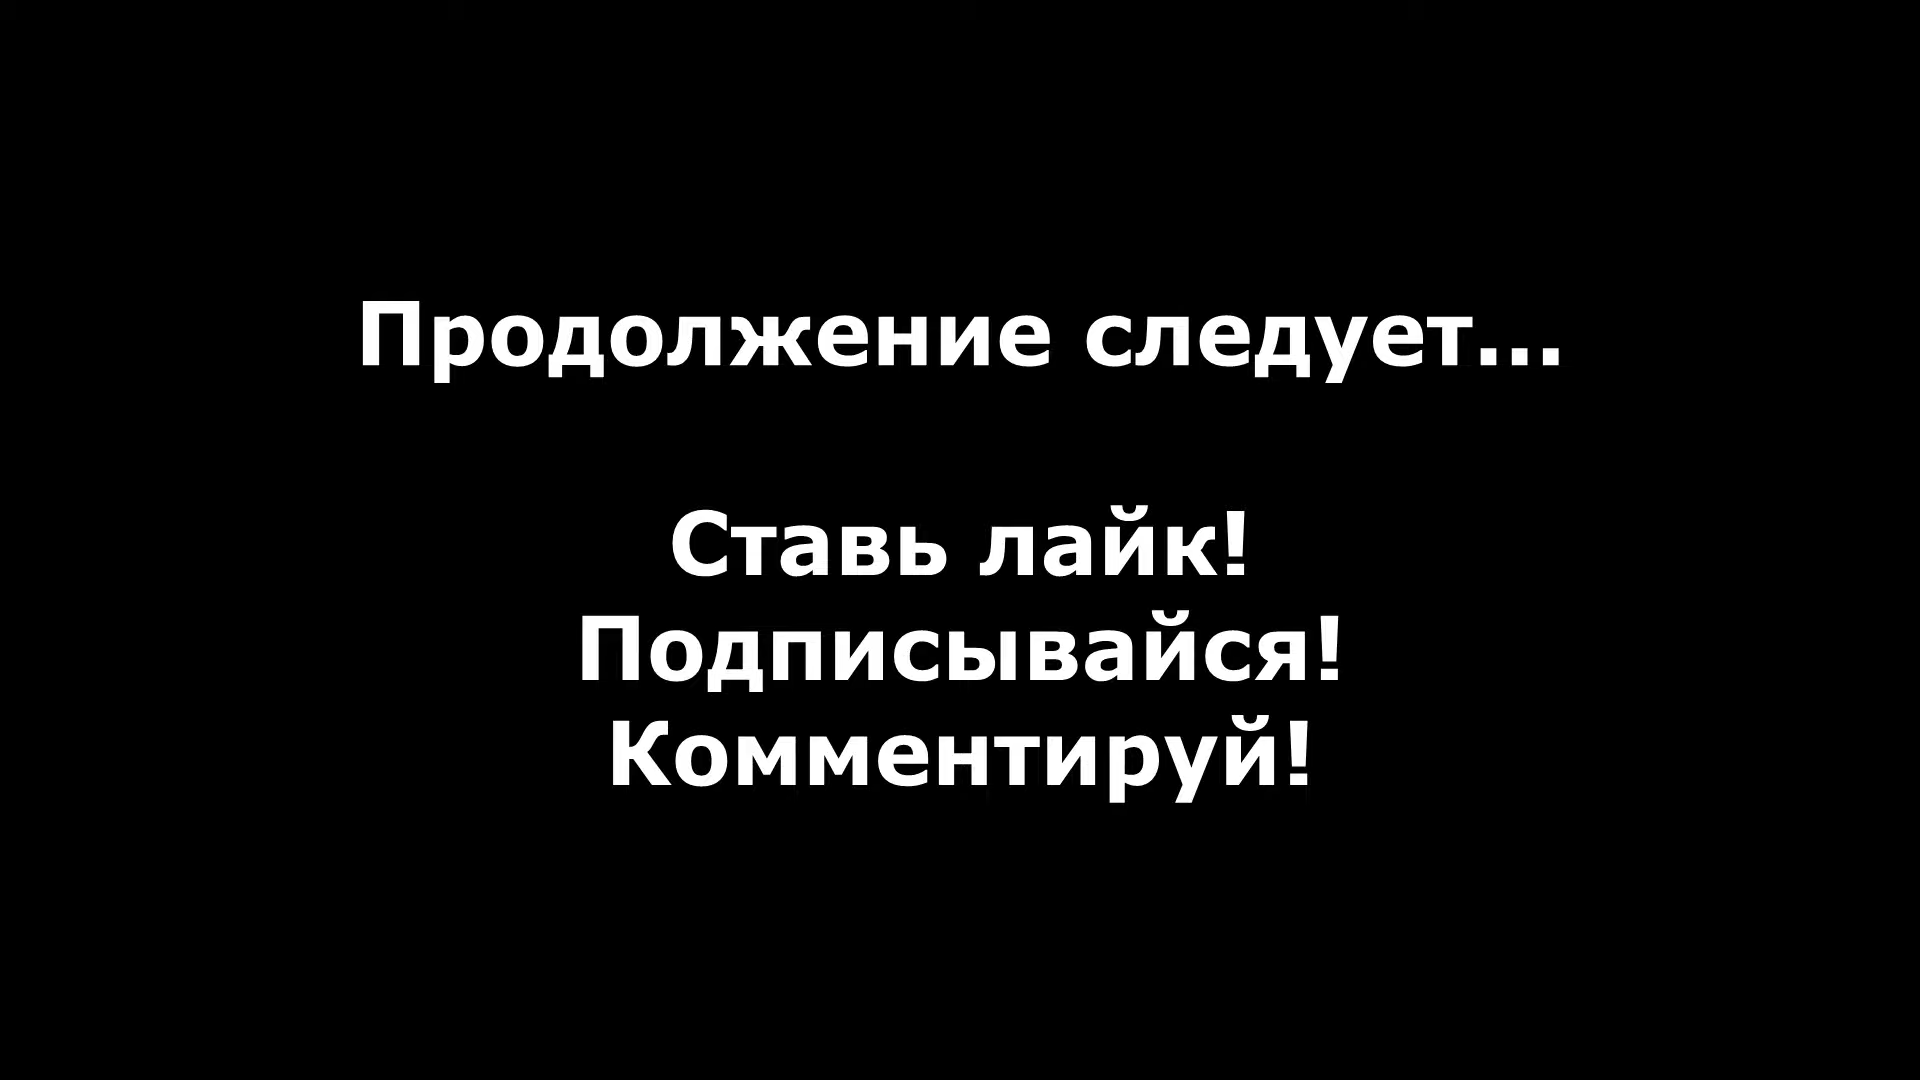 Продолжение следует...
Ставь лайк!
Подписывайся!
Комментируй!